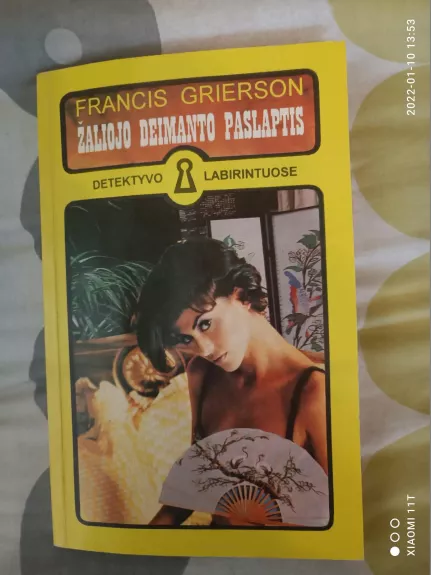 FRANCIS GRIERSON
ŽALIOJO DEIMANTO PASLAPTIS
DETEKTYVO LABIRINTUOSE
2022-01-10 13:53
XIAOMI 11T